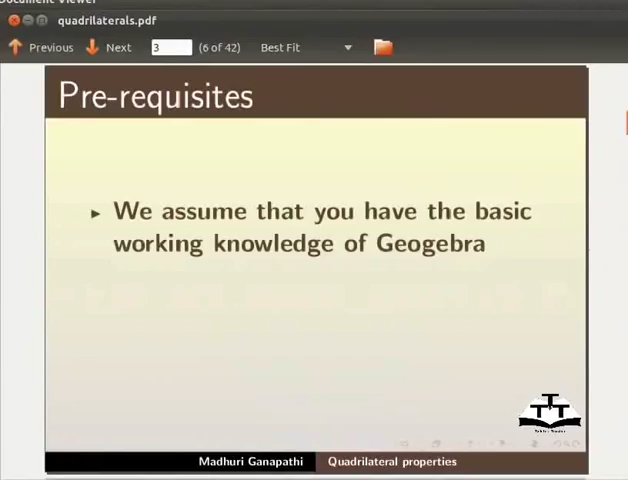 Document Viewer
quadrilaterals.pdf
Previous Next 3 (6 of 42) Best Fit
Pre-requisites
We assume that you have the basic
working knowledge of Geogebra
Madhuri Ganapathi Quadrilateral properties